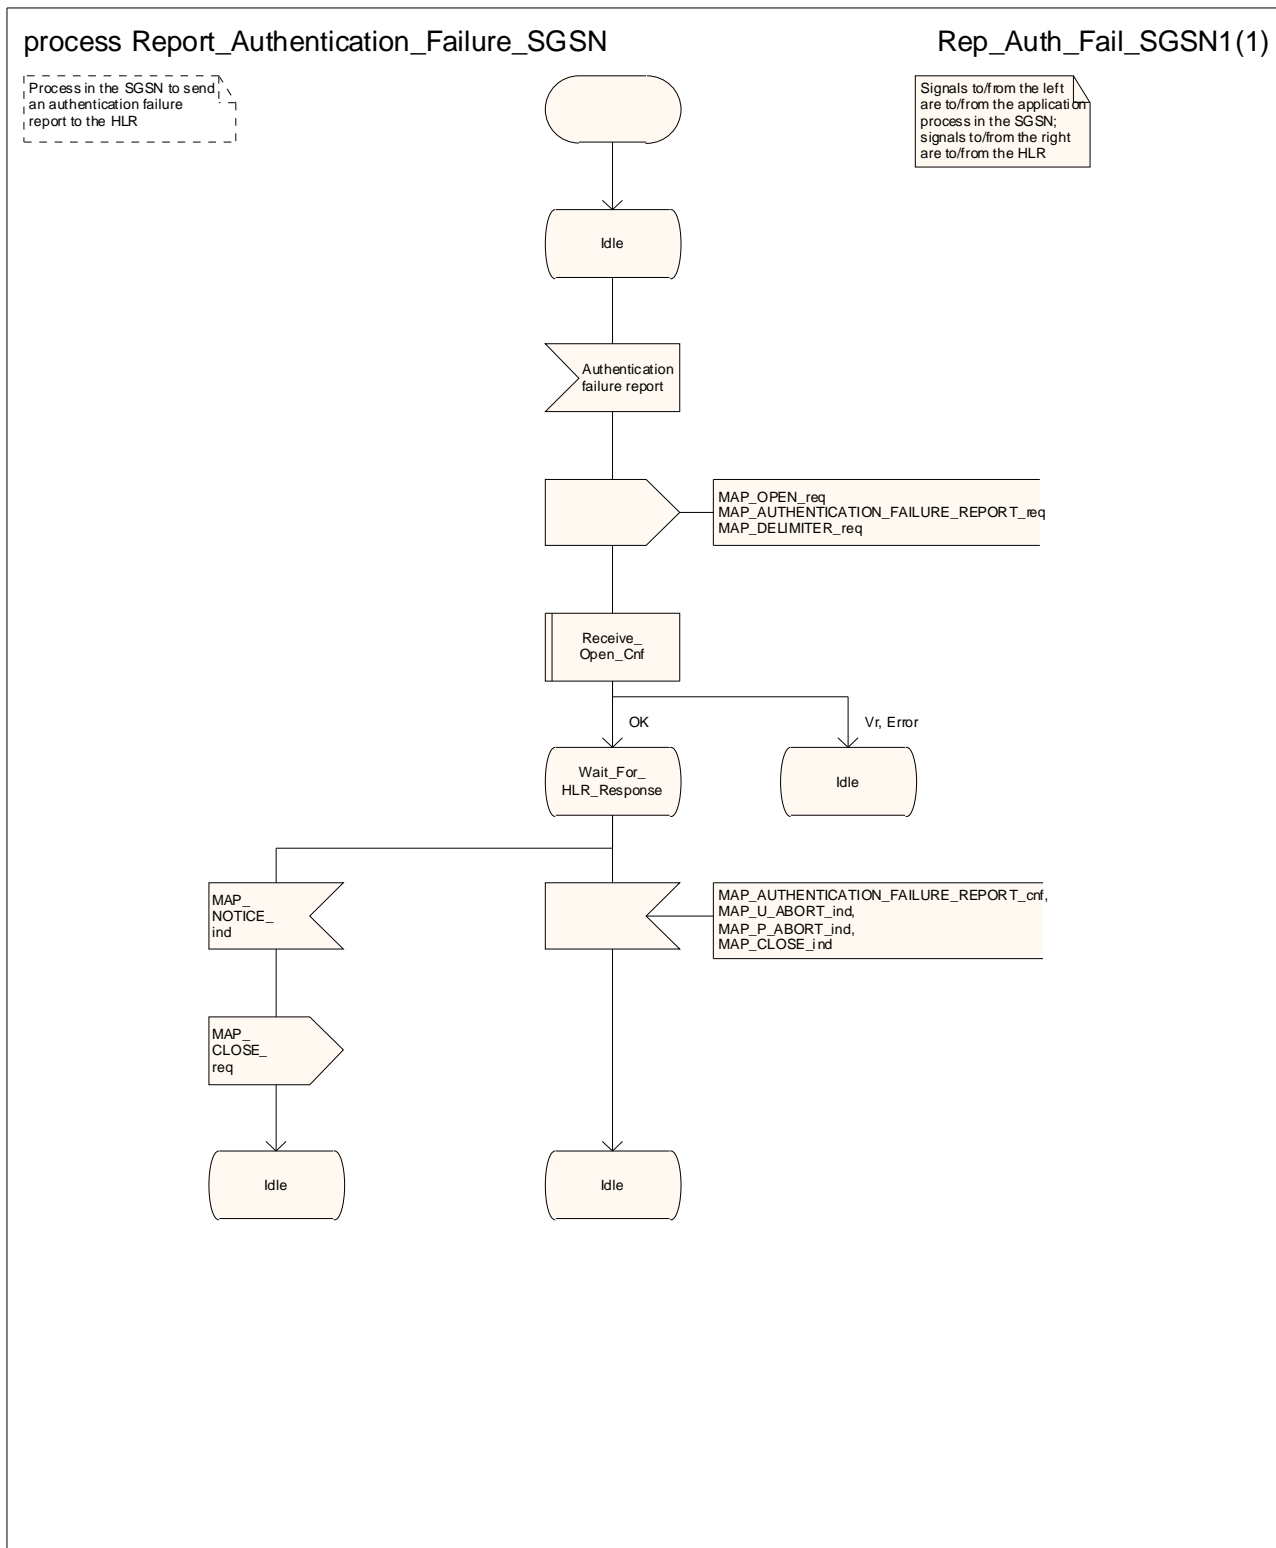 process Report_Authentication_Failure_SGSN
Rep_Auth_Fail_SGSN1(1)
Process in the SGSN to send
an authentication failure
report to the HLR
Signals to/from the left
are to/from the application
process in the SGSN;
signals to/from the right
are to/from the HLR
Idle
Authentication
failure report
MAP_OPEN_req
MAP_AUTHENTICATION_FAILURE_REPORT_req
MAP_DELIMITER_req
Receive_
Open_Cnf
OK
Vr, Error
Wait_For_
HLR_Response
Idle
MAP_
NOTICE_
ind
MAP_AUTHENTICATION_FAILURE_REPORT_cnf,
MAP_U_ABORT_ind,
MAP_P_ABORT_ind,
MAP_CLOSE_ind
MAP_
CLOSE_
req
Idle
Idle